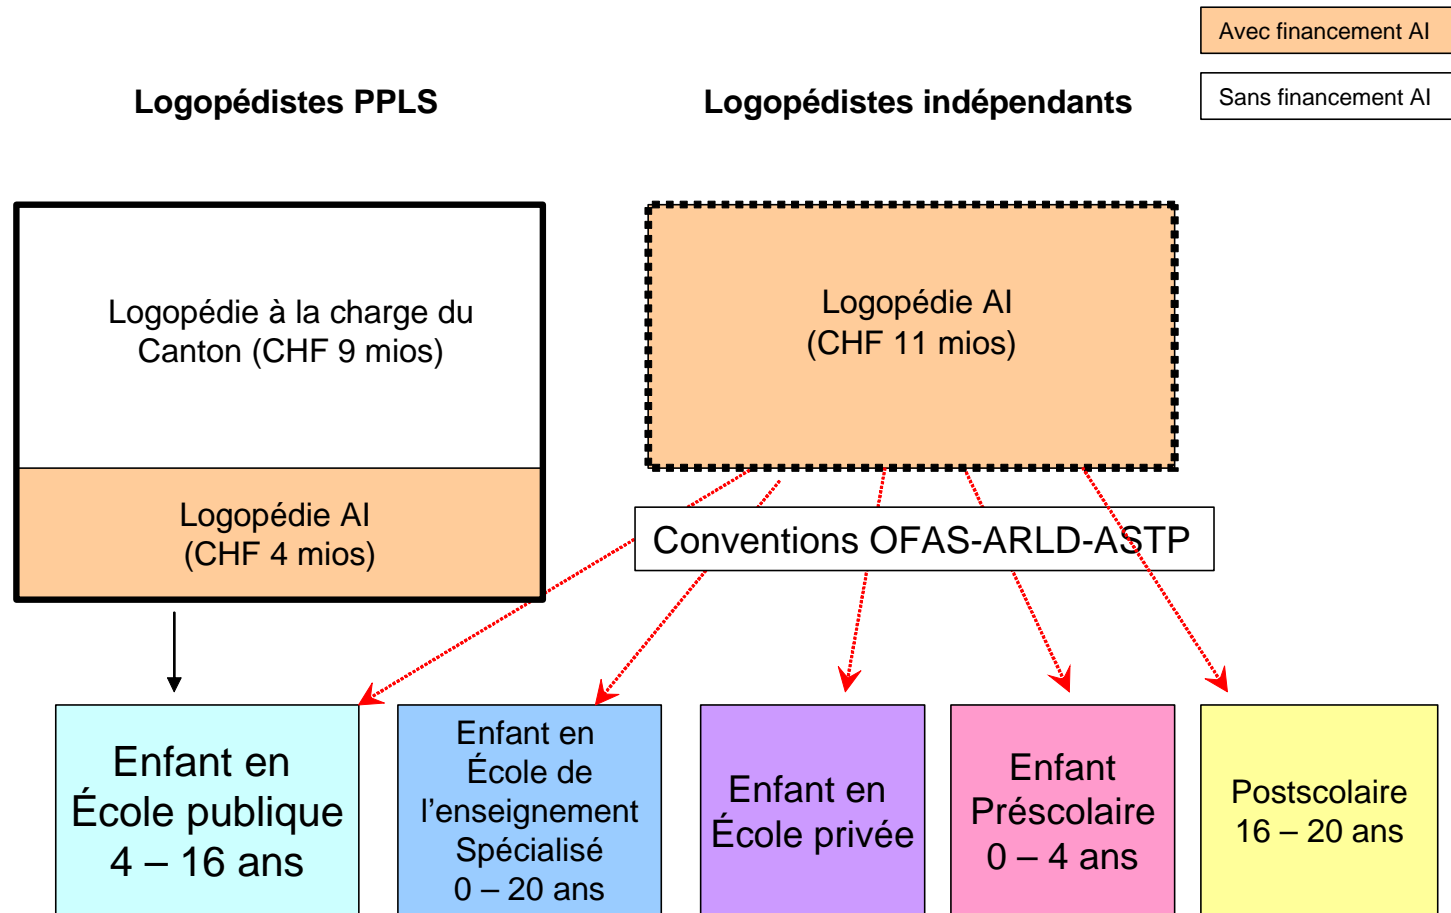 Avec financement AI
Sans financement AI
Logopédistes PPLS
Logopédistes indépendants
Logopédie à la charge du
Canton (CHF 9 mios)
Logopédie AI
(CHF 4 mios)
Logopédie AI
(CHF 11 mios)
Conventions OFAS-ARLD-ASTP
Enfant en
École publique
4 – 16 ans
Enfant en
École de
l’enseignement
Spécialisé
0 – 20 ans
Enfant en
École privée
Enfant
Préscolaire
0 – 4 ans
Postscolaire
16 – 20 ans